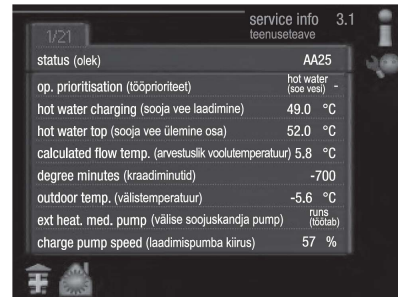 service info 3.1
teenuseteave
1/21
status (olek) AA25
op. prioritisation (tööprioriteet) hot water (soe vesi) -
hot water charging (sooja vee laadimine) 49.0 °C
hot water top (sooja vee ülemine osa) 52.0 °C
calculated flow temp. (arvestuslik voolutemperatuur) 5.8 °C
degree minutes (kraadiminutid) -700
outdoor temp. (välistemperatuur) -5.6 °C
ext heat. med. pump (välise soojuskandja pump) runs (töötab)
charge pump speed (laadimispumba kiirus) 57 %